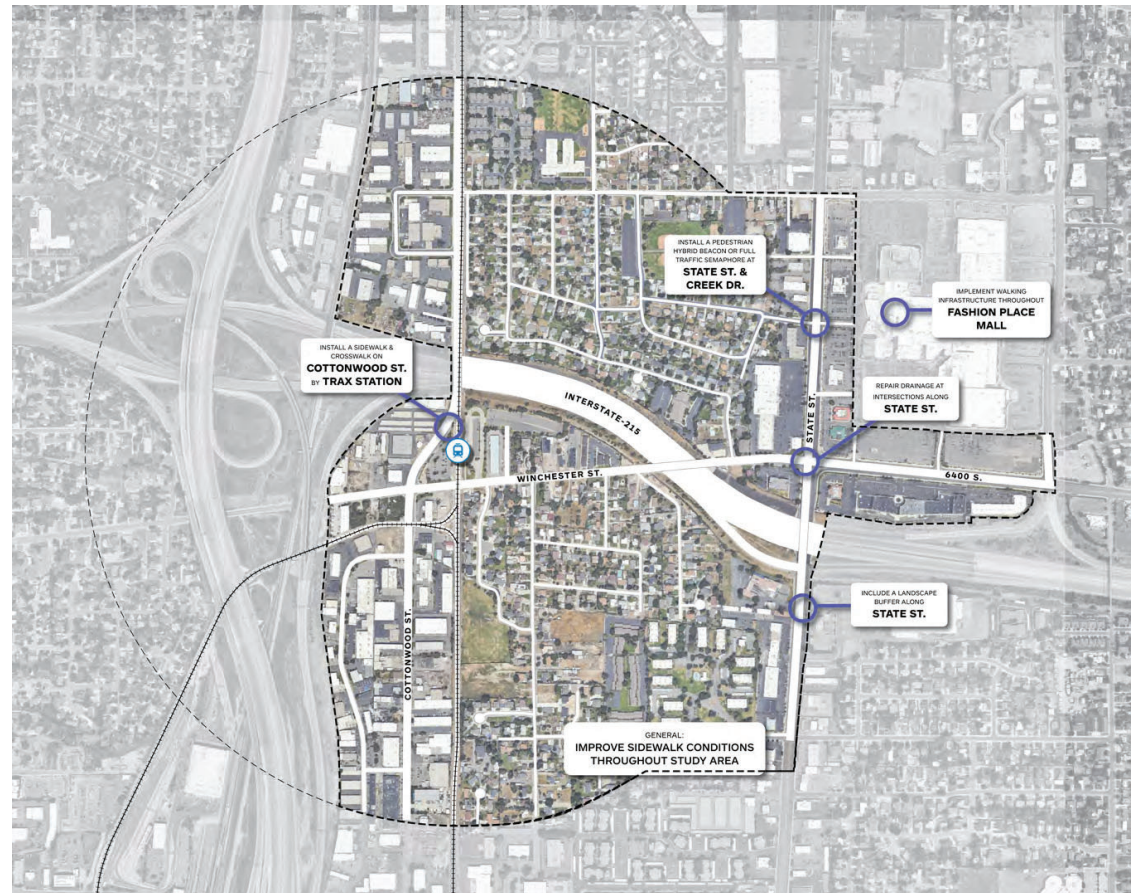 INSTALL A PEDESTRIAN
HYBRID BEACON OR FULL
TRAFFIC SEMAPHORE AT
STATE ST. &
CREEK DR.
IMPLEMENT WALKING
INFRASTRUCTURE THROUGHOUT
FASHION PLACE
MALL
INSTALL A SIDEWALK &
CROSSWALK ON
COTTONWOOD ST.
BY TRAX STATION
REPAIR DRAINAGE AT
INTERSECTIONS ALONG
STATE ST.
INTERSTATE-215
STATE ST.
WINCHESTER ST.
6400 S.
INCLUDE A LANDSCAPE
BUFFER ALONG
STATE ST.
COTTONWOOD ST.
GENERAL:
IMPROVE SIDEWALK CONDITIONS
THROUGHOUT STUDY AREA